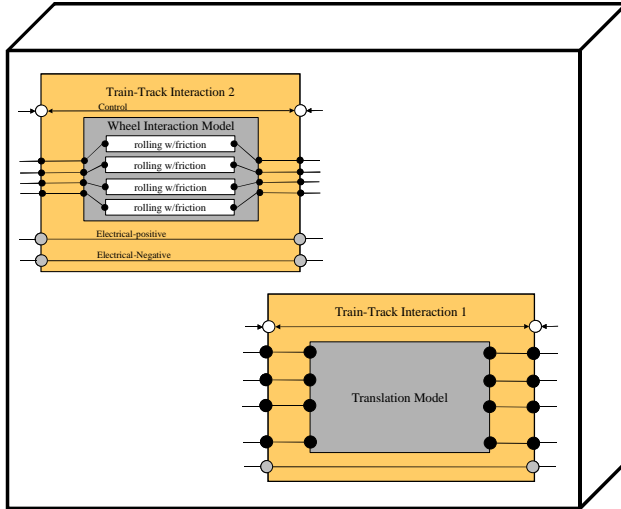 Train-Track Interaction 2
Control
Wheel Interaction Model
rolling w/friction
rolling w/friction
rolling w/friction
rolling w/friction
Electrical-positive
Electrical-Negative
Train-Track Interaction 1
Translation Model